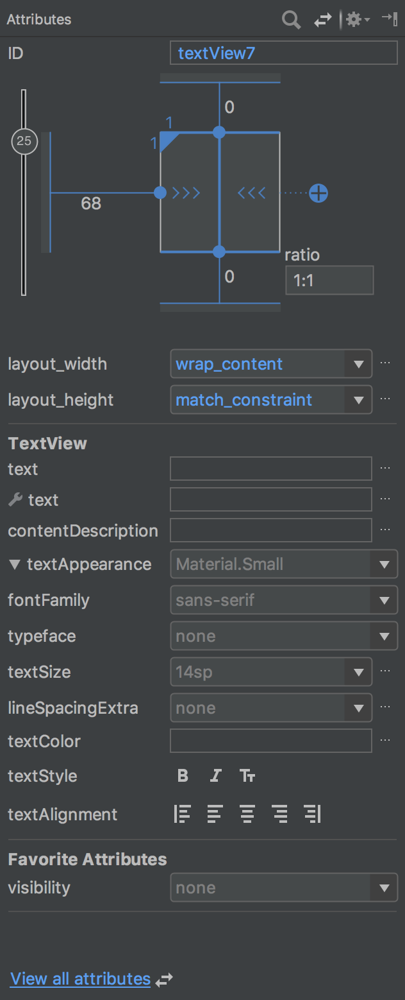 Attributes
ID textView7
0
1
1
25
68
0
ratio
1:1
layout_width wrap_content
layout_height match_constraint
TextView
text
text
contentDescription
textAppearance Material.Small
fontFamily sans-serif
typeface none
textSize 14sp
lineSpacingExtra none
textColor
textStyle B I Tt
textAlignment
Favorite Attributes
visibility none
View all attributes